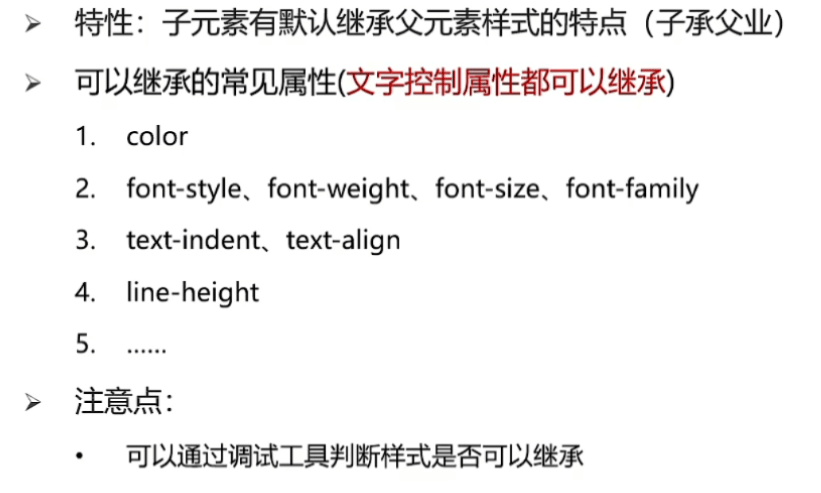 ➢ 特性：子元素有默认继承父元素样式的特点（子承父业）
➢ 可以继承的常见属性(文字控制属性都可以继承)
1. color
2. font-style、font-weight、font-size、font-family
3. text-indent、text-align
4. line-height
5. ……
➢ 注意点：
• 可以通过调试工具判断样式是否可以继承